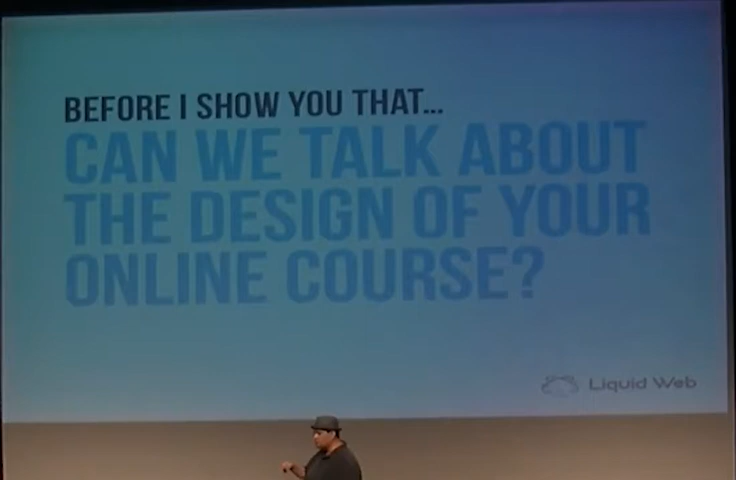 BEFORE I SHOW YOU THAT...
CAN WE TALK ABOUT
THE DESIGN OF YOUR
ONLINE COURSE?
Liquid Web